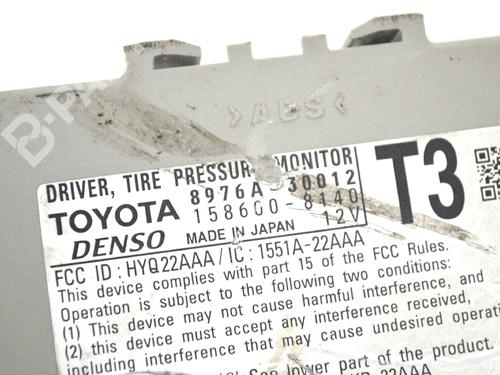 >ABS<
DRIVER, TIRE PRESSURE MONITOR
TOYOTA 8976A-30012
158600-8140
DENSO MADE IN JAPAN 12V
T3
FCC ID : HYQ22AAA / IC : 1551A-22AAA
This device complies with part 15 of the FCC Rules.
Operation is subject to the following two conditions:
(1) This device may not cause harmful interference, and
(2) this device must accept any interference received,
including interference that may cause undesired
lower part of the product.
22AAA